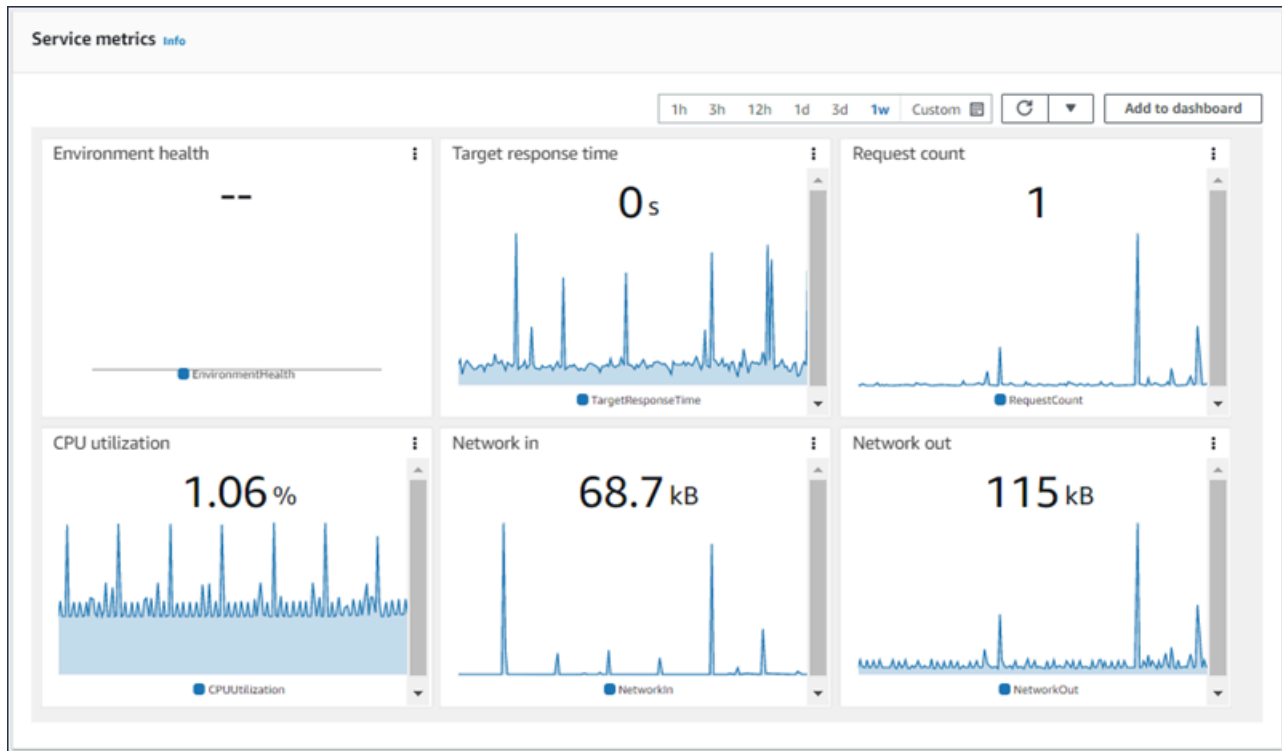 Service metrics Info
1h 3h 12h 1d 3d 1w Custom Add to dashboard
Environment health
--
EnvironmentHealth
Target response time
0 s
TargetResponseTime
Request count
1
RequestCount
CPU utilization
1.06 %
CPUUtilization
Network in
68.7 kB
NetworkIn
Network out
115 kB
NetworkOut